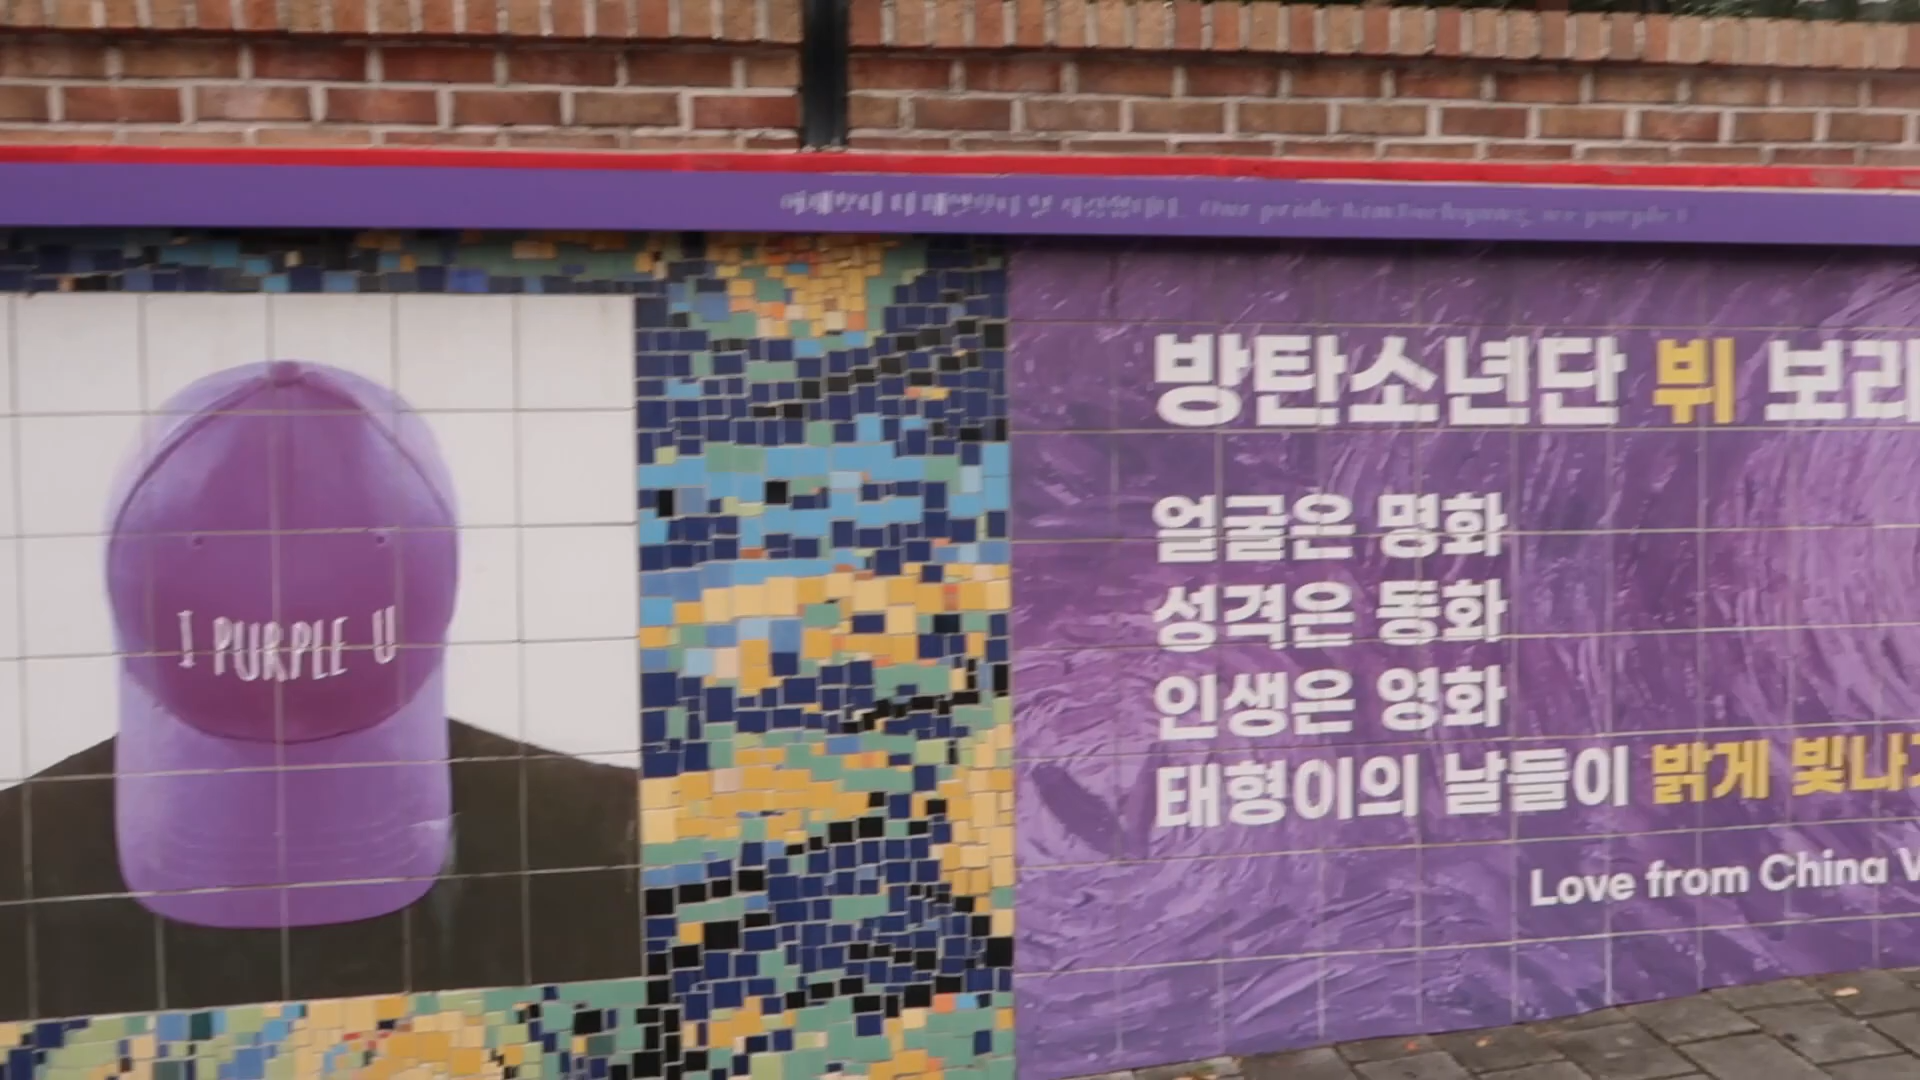 I PURPLE U
방탄소년단 뷔 보라
얼굴은 명화
성격은 동화
인생은 영화
태형이의 날들이 밝게 빛나
Love from China V